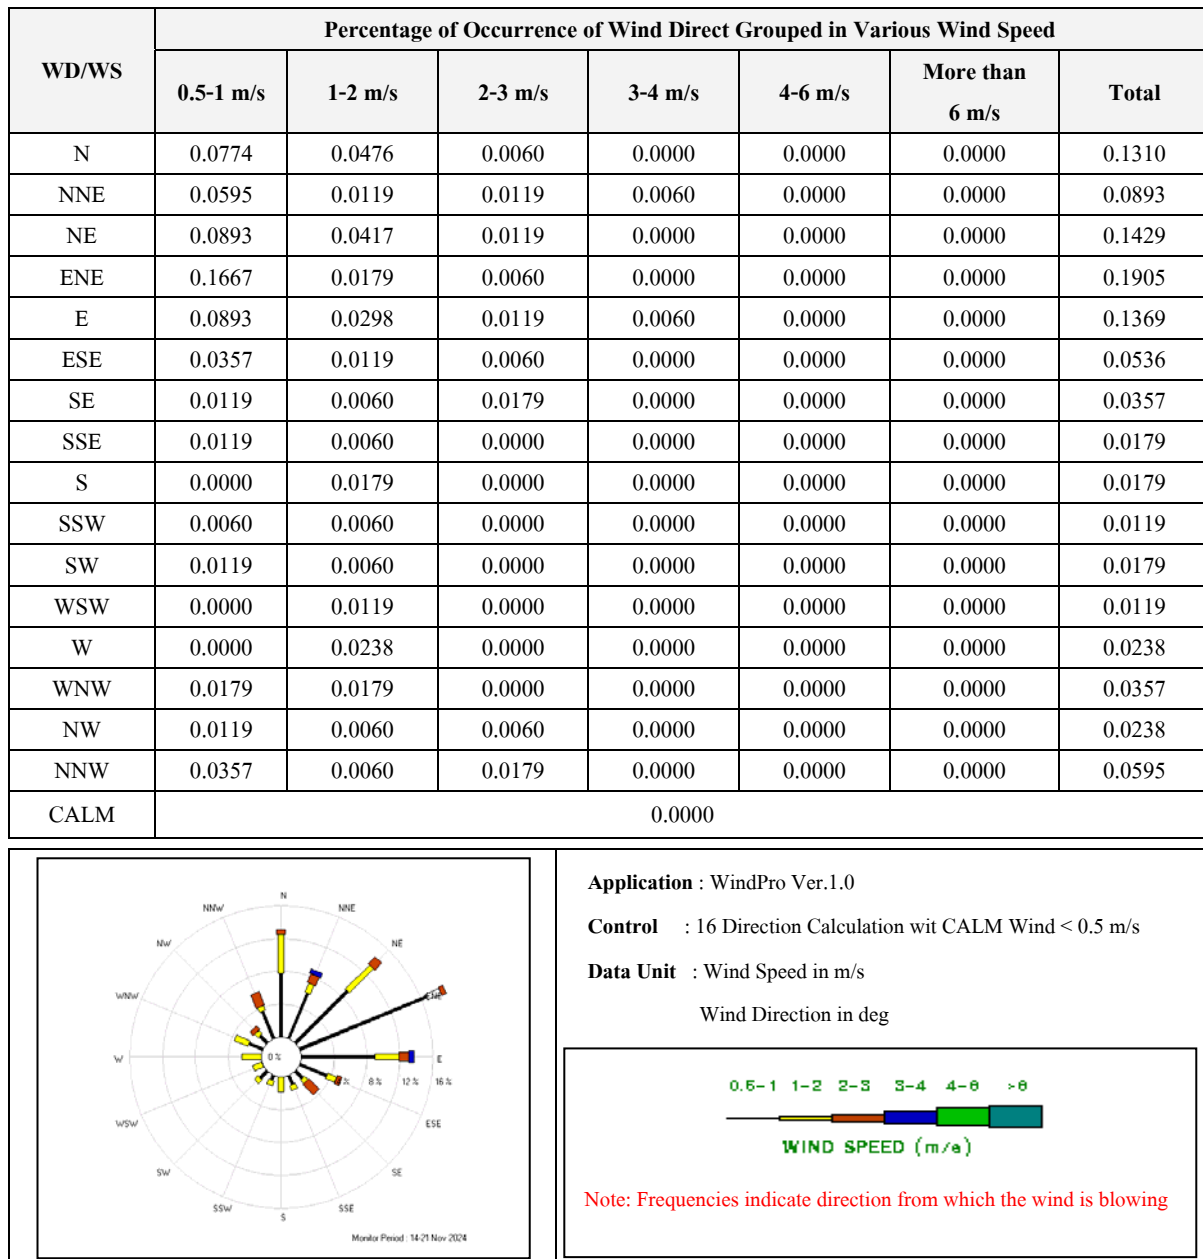 WD/WS Percentage of Occurrence of Wind Direct Grouped in Various Wind Speed
0.5-1 m/s 1-2 m/s 2-3 m/s 3-4 m/s 4-6 m/s More than 6 m/s Total
N 0.0774 0.0476 0.0060 0.0000 0.0000 0.0000 0.1310
NNE 0.0595 0.0119 0.0119 0.0060 0.0000 0.0000 0.0893
NE 0.0893 0.0417 0.0119 0.0000 0.0000 0.0000 0.1429
ENE 0.1667 0.0179 0.0060 0.0000 0.0000 0.0000 0.1905
E 0.0893 0.0298 0.0119 0.0060 0.0000 0.0000 0.1369
ESE 0.0357 0.0119 0.0060 0.0000 0.0000 0.0000 0.0536
SE 0.0119 0.0060 0.0179 0.0000 0.0000 0.0000 0.0357
SSE 0.0119 0.0060 0.0000 0.0000 0.0000 0.0000 0.0179
S 0.0000 0.0179 0.0000 0.0000 0.0000 0.0000 0.0179
SSW 0.0060 0.0060 0.0000 0.0000 0.0000 0.0000 0.0119
SW 0.0119 0.0060 0.0000 0.0000 0.0000 0.0000 0.0179
WSW 0.0000 0.0119 0.0000 0.0000 0.0000 0.0000 0.0119
W 0.0000 0.0238 0.0000 0.0000 0.0000 0.0000 0.0238
WNW 0.0179 0.0179 0.0000 0.0000 0.0000 0.0000 0.0357
NW 0.0119 0.0060 0.0060 0.0000 0.0000 0.0000 0.0238
NNW 0.0357 0.0060 0.0179 0.0000 0.0000 0.0000 0.0595
CALM 0.0000
N
NNW NNE
NW NE
WNW ENE
W 0% E
% 8% 12% 16%
WSW ESE
SW SE
SSW SSE
S
Monitor Period : 14-21 Nov 2024
Application : WindPro Ver.1.0
Control : 16 Direction Calculation wit CALM Wind < 0.5 m/s
Data Unit : Wind Speed in m/s
Wind Direction in deg
0.5-1 1-2 2-3 3-4 4-6 >6
WIND SPEED (m/s)
Note: Frequencies indicate direction from which the wind is blowing